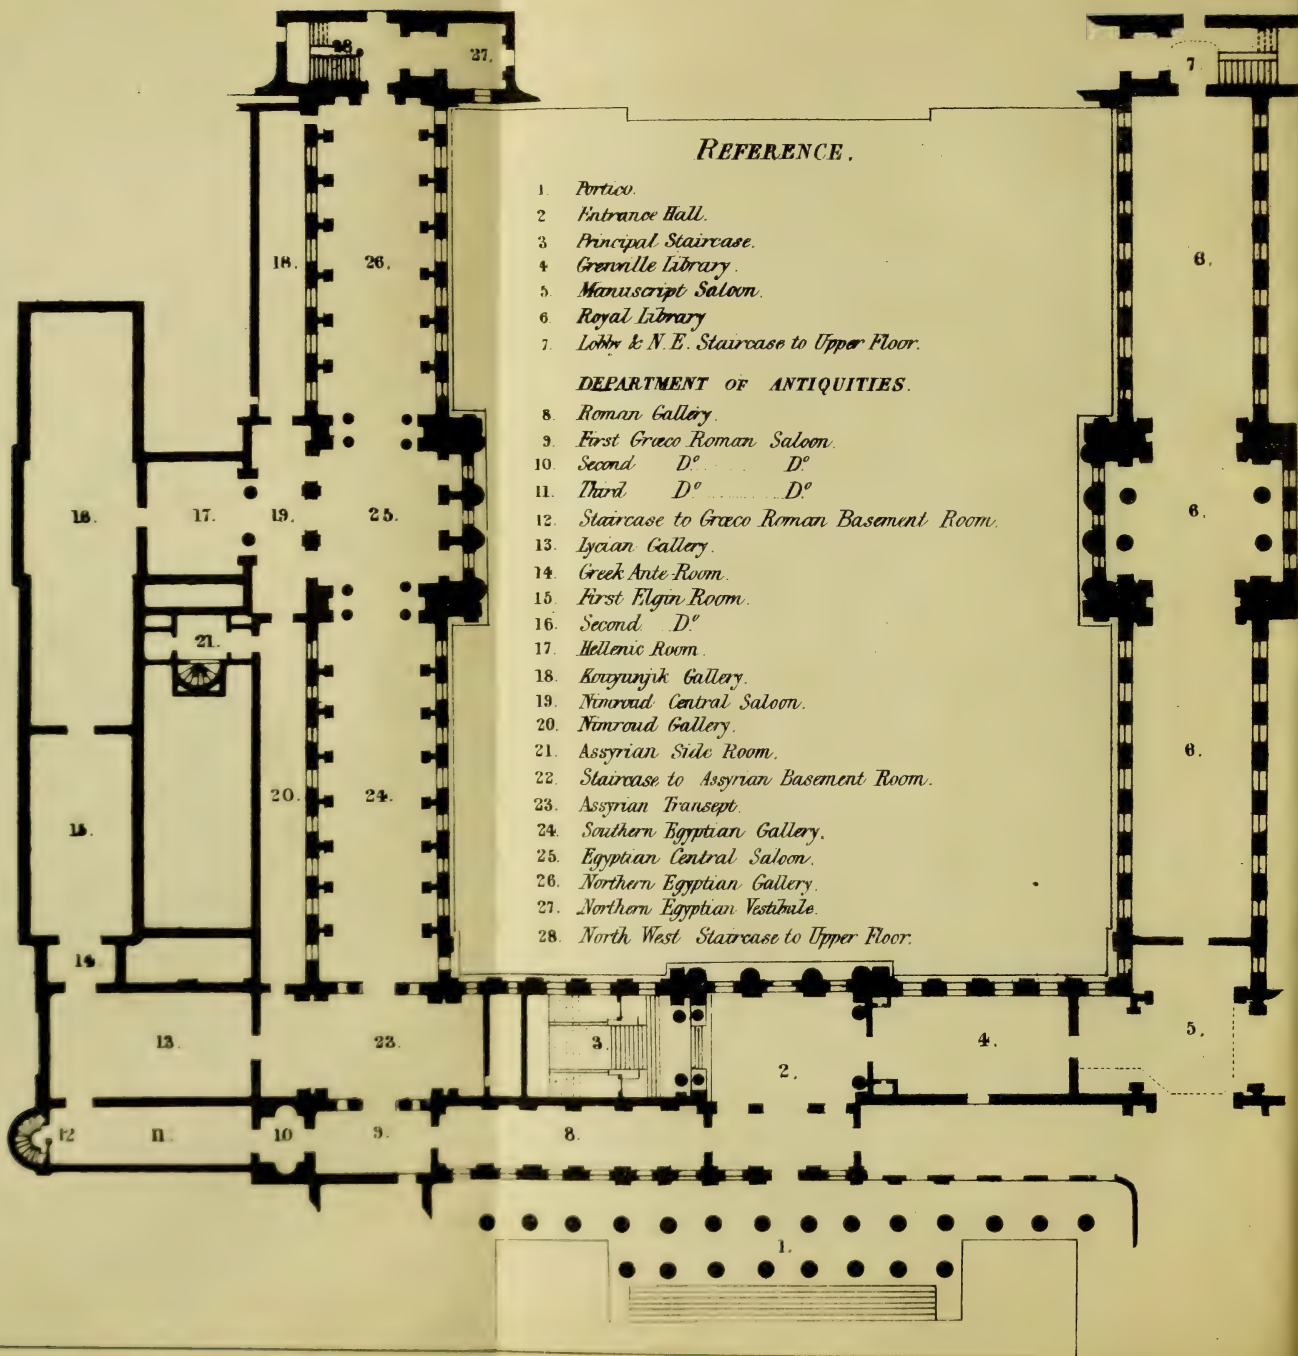 28
27.
7
REFERENCE.
1. Portico.
2 Entrance Hall.
3 Principal Staircase.
4 Grenville Library.
5. Manuscript Saloon.
6 Royal Library
7. Lobby & N.E. Staircase to Upper Floor.
DEPARTMENT OF ANTIQUITIES.
8. Roman Gallery.
9. First Græco Roman Saloon.
10. Second Do. Do.
11. Third Do. Do.
12. Staircase to Græco Roman Basement Room.
13. Lycian Gallery.
14. Greek Ante-Room.
15. First Elgin Room.
16. Second Do.
17. Hellenic Room.
18. Kouyunjik Gallery.
19. Nimroud Central Saloon.
20. Nimroud Gallery.
21. Assyrian Side Room.
22. Staircase to Assyrian Basement Room.
23. Assyrian Transept.
24. Southern Egyptian Gallery.
25. Egyptian Central Saloon.
26. Northern Egyptian Gallery.
27. Northern Egyptian Vestibule.
28. North West Staircase to Upper Floor.
18. 26. 6.
16. 17. 19. 25. 6.
21.
6.
20. 24.
15.
14.
13. 23. 3. 2. 4. 5.
12 11. 10 9. 8.
1.